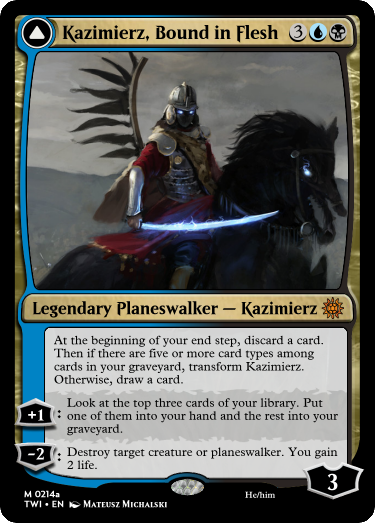 Kazimierz, Bound in Flesh 3
Legendary Planeswalker — Kazimierz
At the beginning of your end step, discard a card.
Then if there are five or more card types among
cards in your graveyard, transform Kazimierz.
Otherwise, draw a card.
+1: Look at the top three cards of your library. Put
one of them into your hand and the rest into your
graveyard.
-2: Destroy target creature or planeswalker. You gain
2 life.
3
M 0214a
TWI • EN Mateusz Michalski
He/him